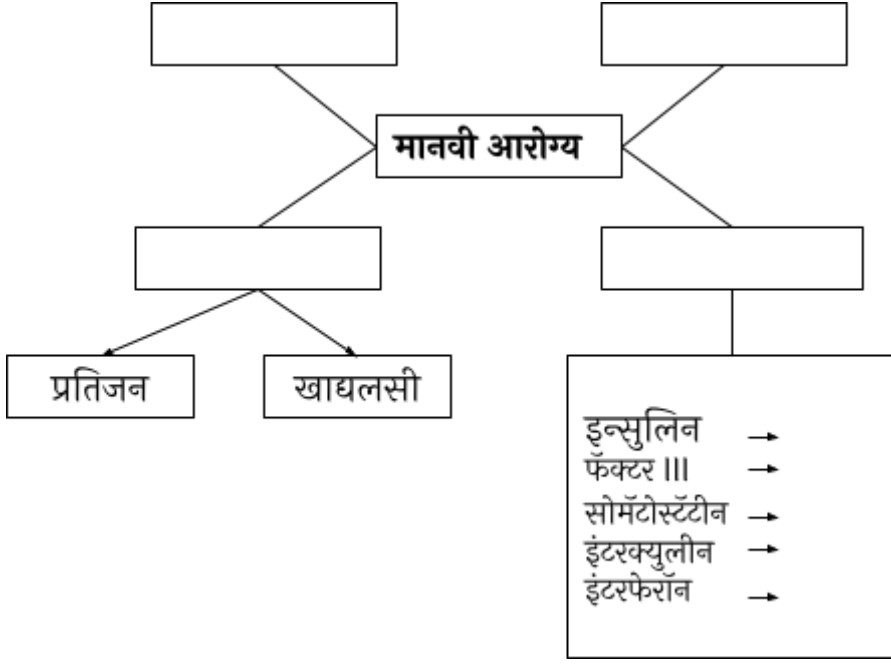 मानवी आरोग्य
प्रतिजन
खाद्यलसी
इन्सुलिन →
फॅक्टर III →
सोमॅटोस्टॅटीन →
इंटरक्युलीन →
इंटरफेरॉन →